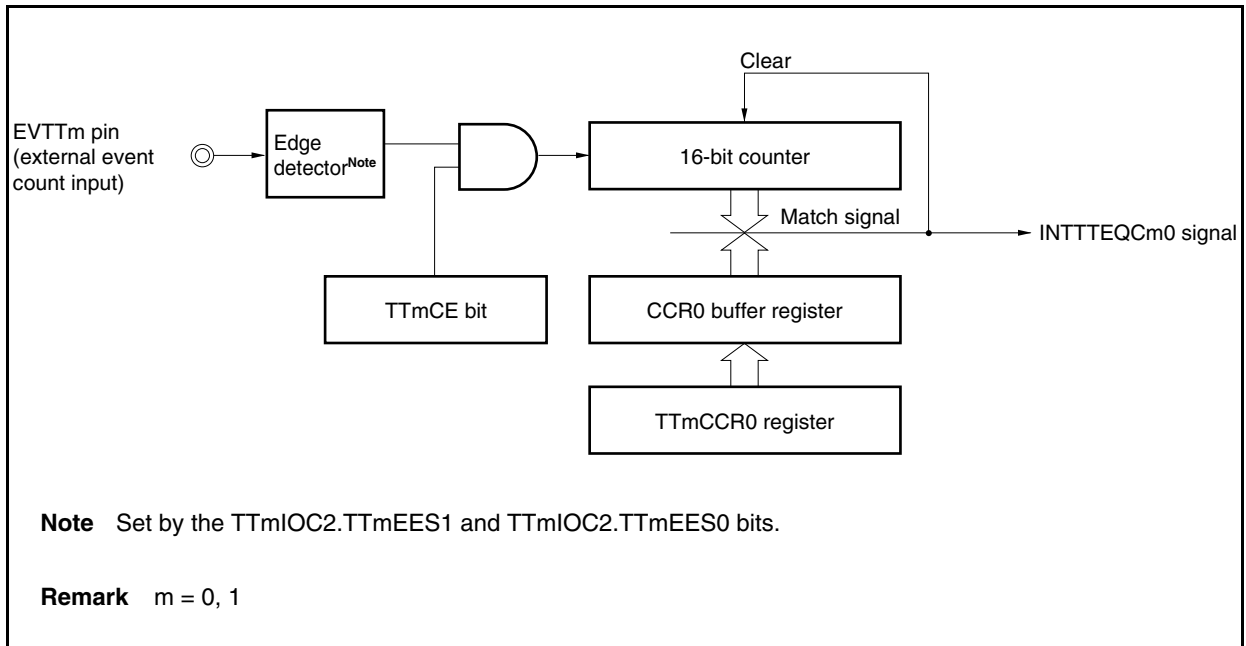 Clear
EVTTm pin
(external event
count input)
Edge
detectorNote
16-bit counter
Match signal
INTTTEQCm0 signal
TTmCE bit
CCR0 buffer register
TTmCCR0 register
Note Set by the TTmIOC2.TTmEES1 and TTmIOC2.TTmEES0 bits.
Remark m = 0, 1